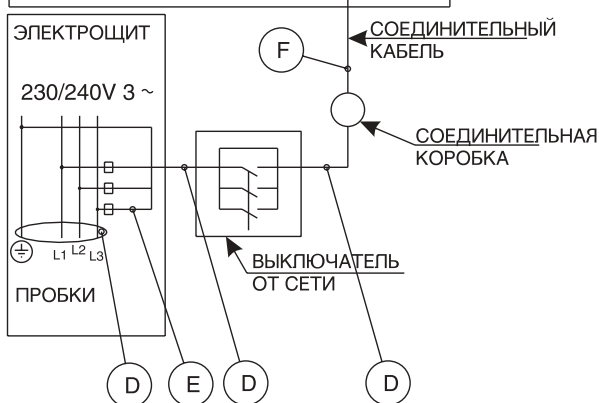 ЭЛЕКТРОЩИТ
230/240V 3 ~
F
СОЕДИНИТЕЛЬНЫЙ
КАБЕЛЬ
СОЕДИНИТЕЛЬНАЯ
КОРОБКА
L1 L2 L3
ВЫКЛЮЧАТЕЛЬ
ОТ СЕТИ
ПРОБКИ
D E D D